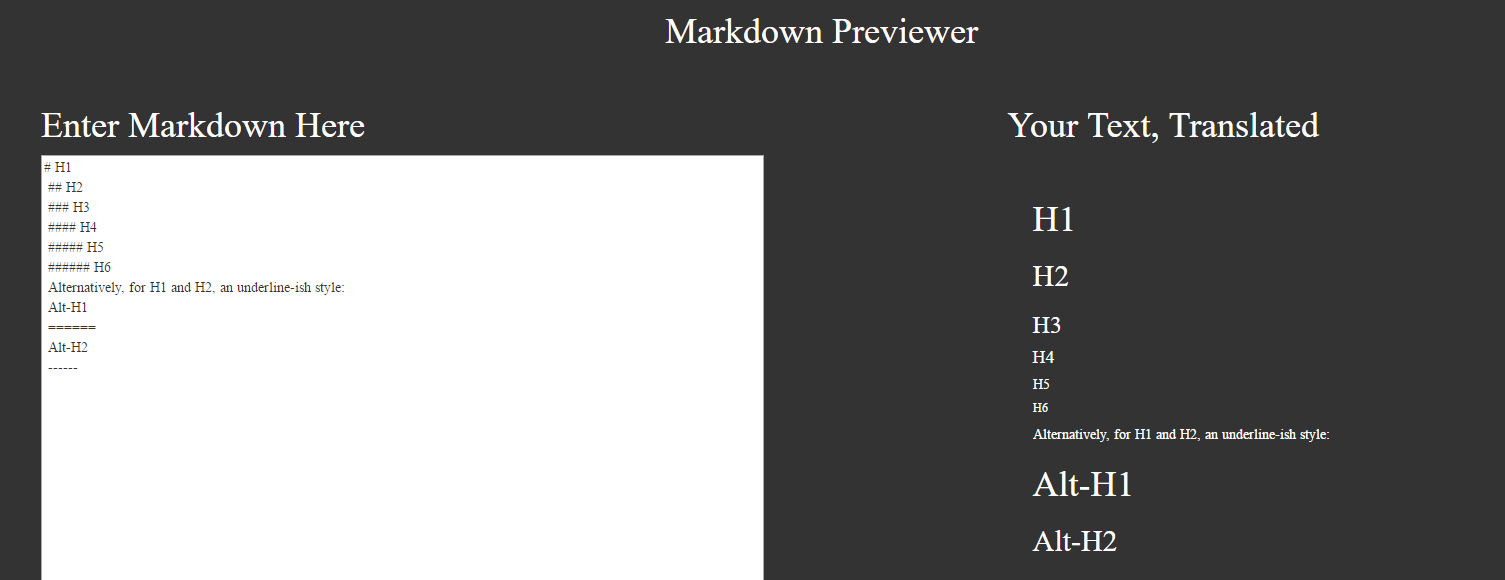 Markdown Previewer
Enter Markdown Here
# H1
## H2
### H3
#### H4
##### H5
###### H6
Alternatively, for H1 and H2, an underline-ish style:
Alt-H1
======
Alt-H2
------
Your Text, Translated
H1
H2
H3
H4
H5
H6
Alternatively, for H1 and H2, an underline-ish style:
Alt-H1
Alt-H2